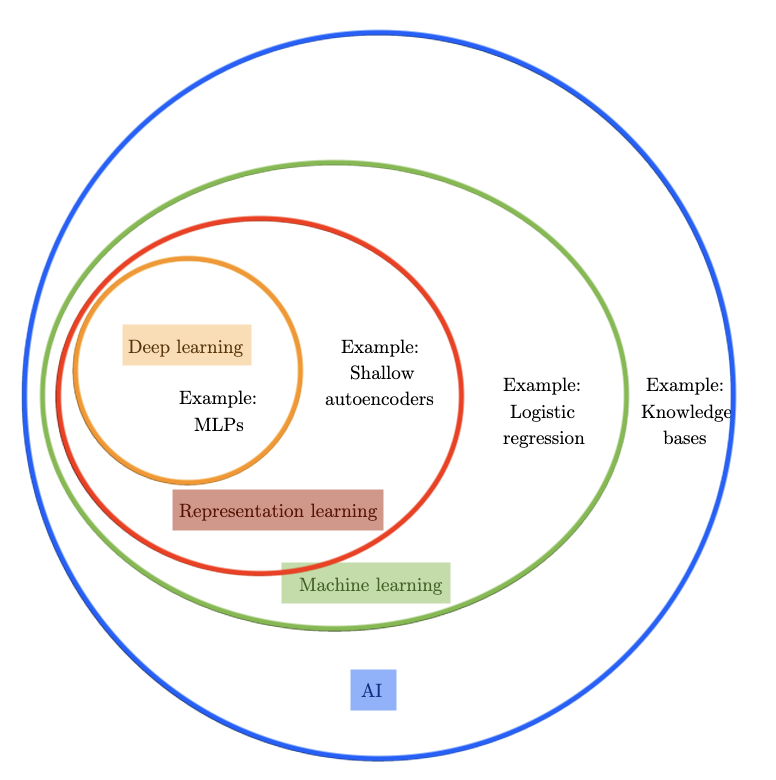 Deep learning
Example:
MLPs
Example:
Shallow
autoencoders
Example:
Logistic
regression
Example:
Knowledge
bases
Representation learning
Machine learning
AI